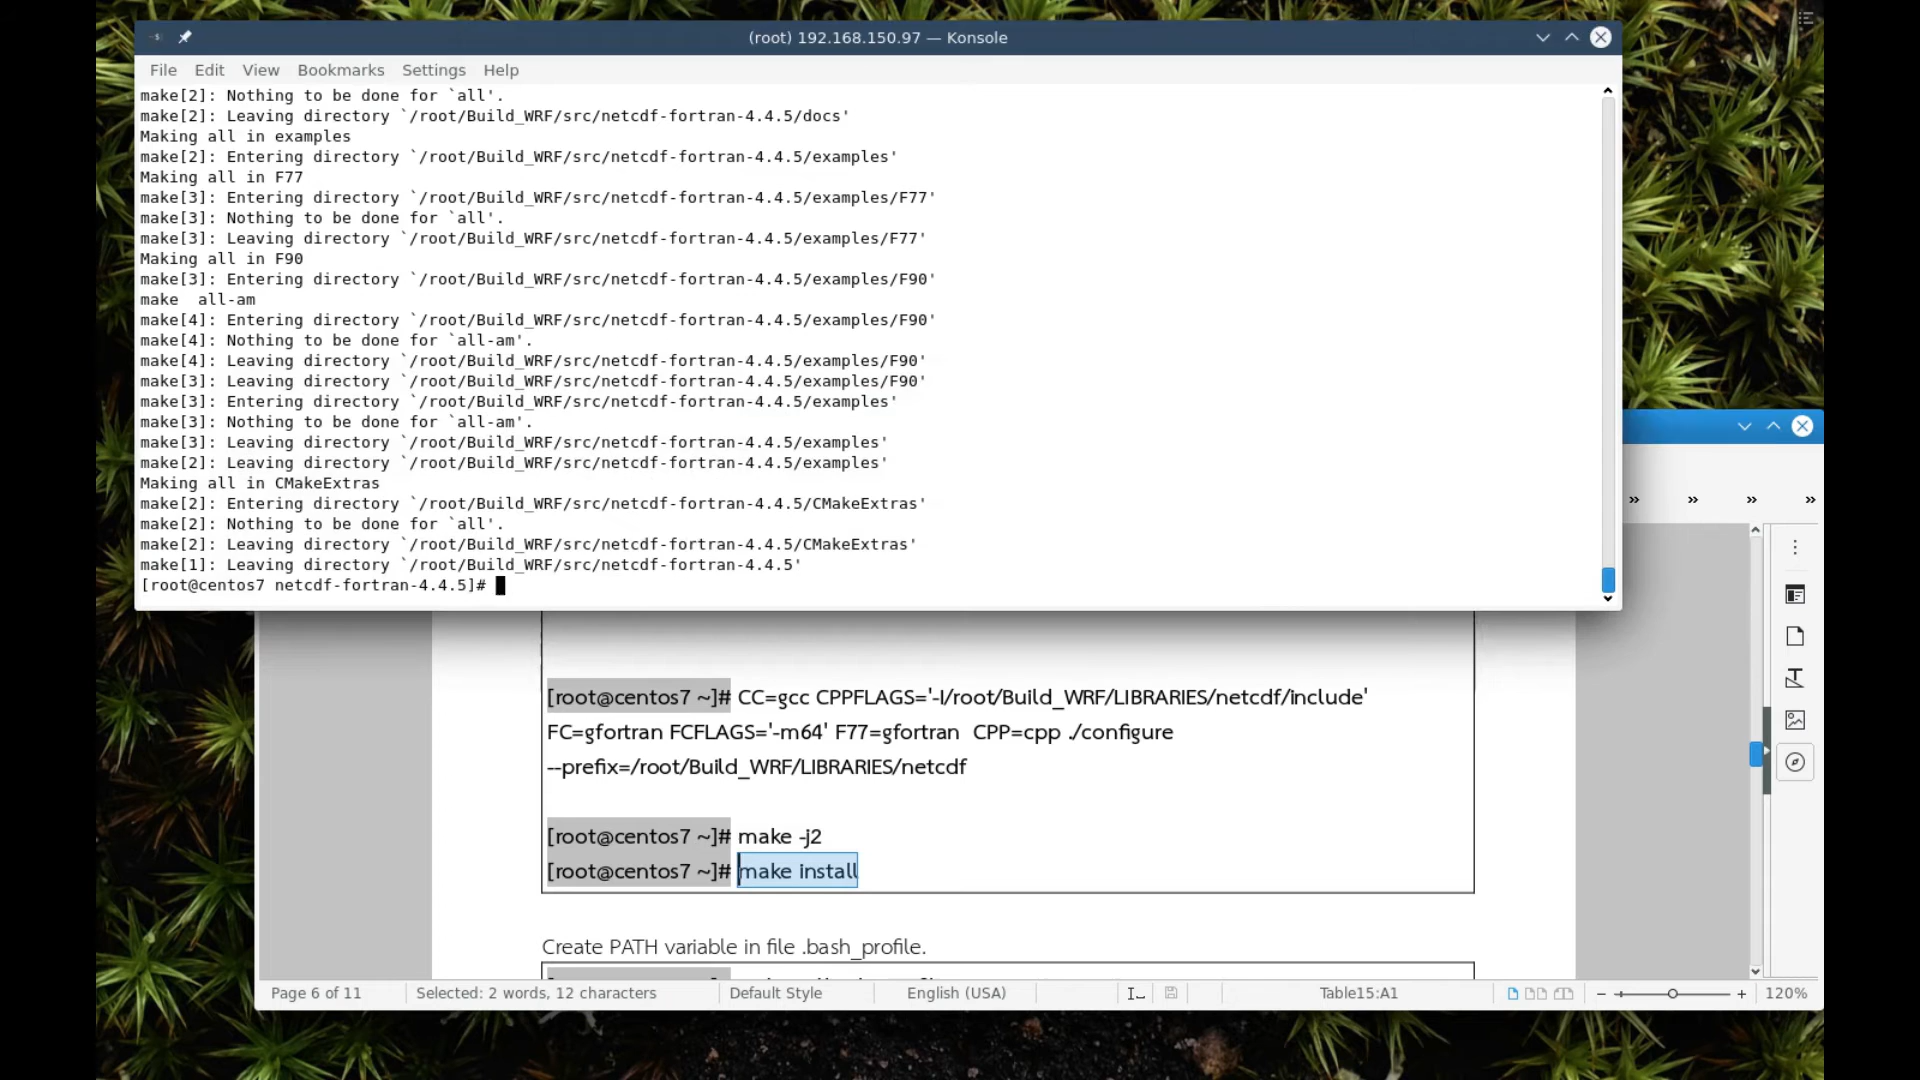 (root) 192.168.150.97 — Konsole
File Edit View Bookmarks Settings Help
make[2]: Nothing to be done for `all'.
make[2]: Leaving directory `/root/Build_WRF/src/netcdf-fortran-4.4.5/docs'
Making all in examples
make[2]: Entering directory `/root/Build_WRF/src/netcdf-fortran-4.4.5/examples'
Making all in F77
make[3]: Entering directory `/root/Build_WRF/src/netcdf-fortran-4.4.5/examples/F77'
make[3]: Nothing to be done for `all'.
make[3]: Leaving directory `/root/Build_WRF/src/netcdf-fortran-4.4.5/examples/F77'
Making all in F90
make[3]: Entering directory `/root/Build_WRF/src/netcdf-fortran-4.4.5/examples/F90'
make  all-am
make[4]: Entering directory `/root/Build_WRF/src/netcdf-fortran-4.4.5/examples/F90'
make[4]: Nothing to be done for `all-am'.
make[4]: Leaving directory `/root/Build_WRF/src/netcdf-fortran-4.4.5/examples/F90'
make[3]: Leaving directory `/root/Build_WRF/src/netcdf-fortran-4.4.5/examples/F90'
make[3]: Entering directory `/root/Build_WRF/src/netcdf-fortran-4.4.5/examples'
make[3]: Nothing to be done for `all-am'.
make[3]: Leaving directory `/root/Build_WRF/src/netcdf-fortran-4.4.5/examples'
make[2]: Leaving directory `/root/Build_WRF/src/netcdf-fortran-4.4.5/examples'
Making all in CMakeExtras
make[2]: Entering directory `/root/Build_WRF/src/netcdf-fortran-4.4.5/CMakeExtras'
make[2]: Nothing to be done for `all'.
make[2]: Leaving directory `/root/Build_WRF/src/netcdf-fortran-4.4.5/CMakeExtras'
make[1]: Leaving directory `/root/Build_WRF/src/netcdf-fortran-4.4.5'
[root@centos7 netcdf-fortran-4.4.5]#
[root@centos7 ~]# CC=gcc CPPFLAGS='-I/root/Build_WRF/LIBRARIES/netcdf/include'
FC=gfortran FCFLAGS='-m64' F77=gfortran  CPP=cpp ./configure
--prefix=/root/Build_WRF/LIBRARIES/netcdf
[root@centos7 ~]# make -j2
[root@centos7 ~]# make install
Create PATH variable in file .bash_profile.
Page 6 of 11 Selected: 2 words, 12 characters Default Style English (USA) Table15:A1 120%